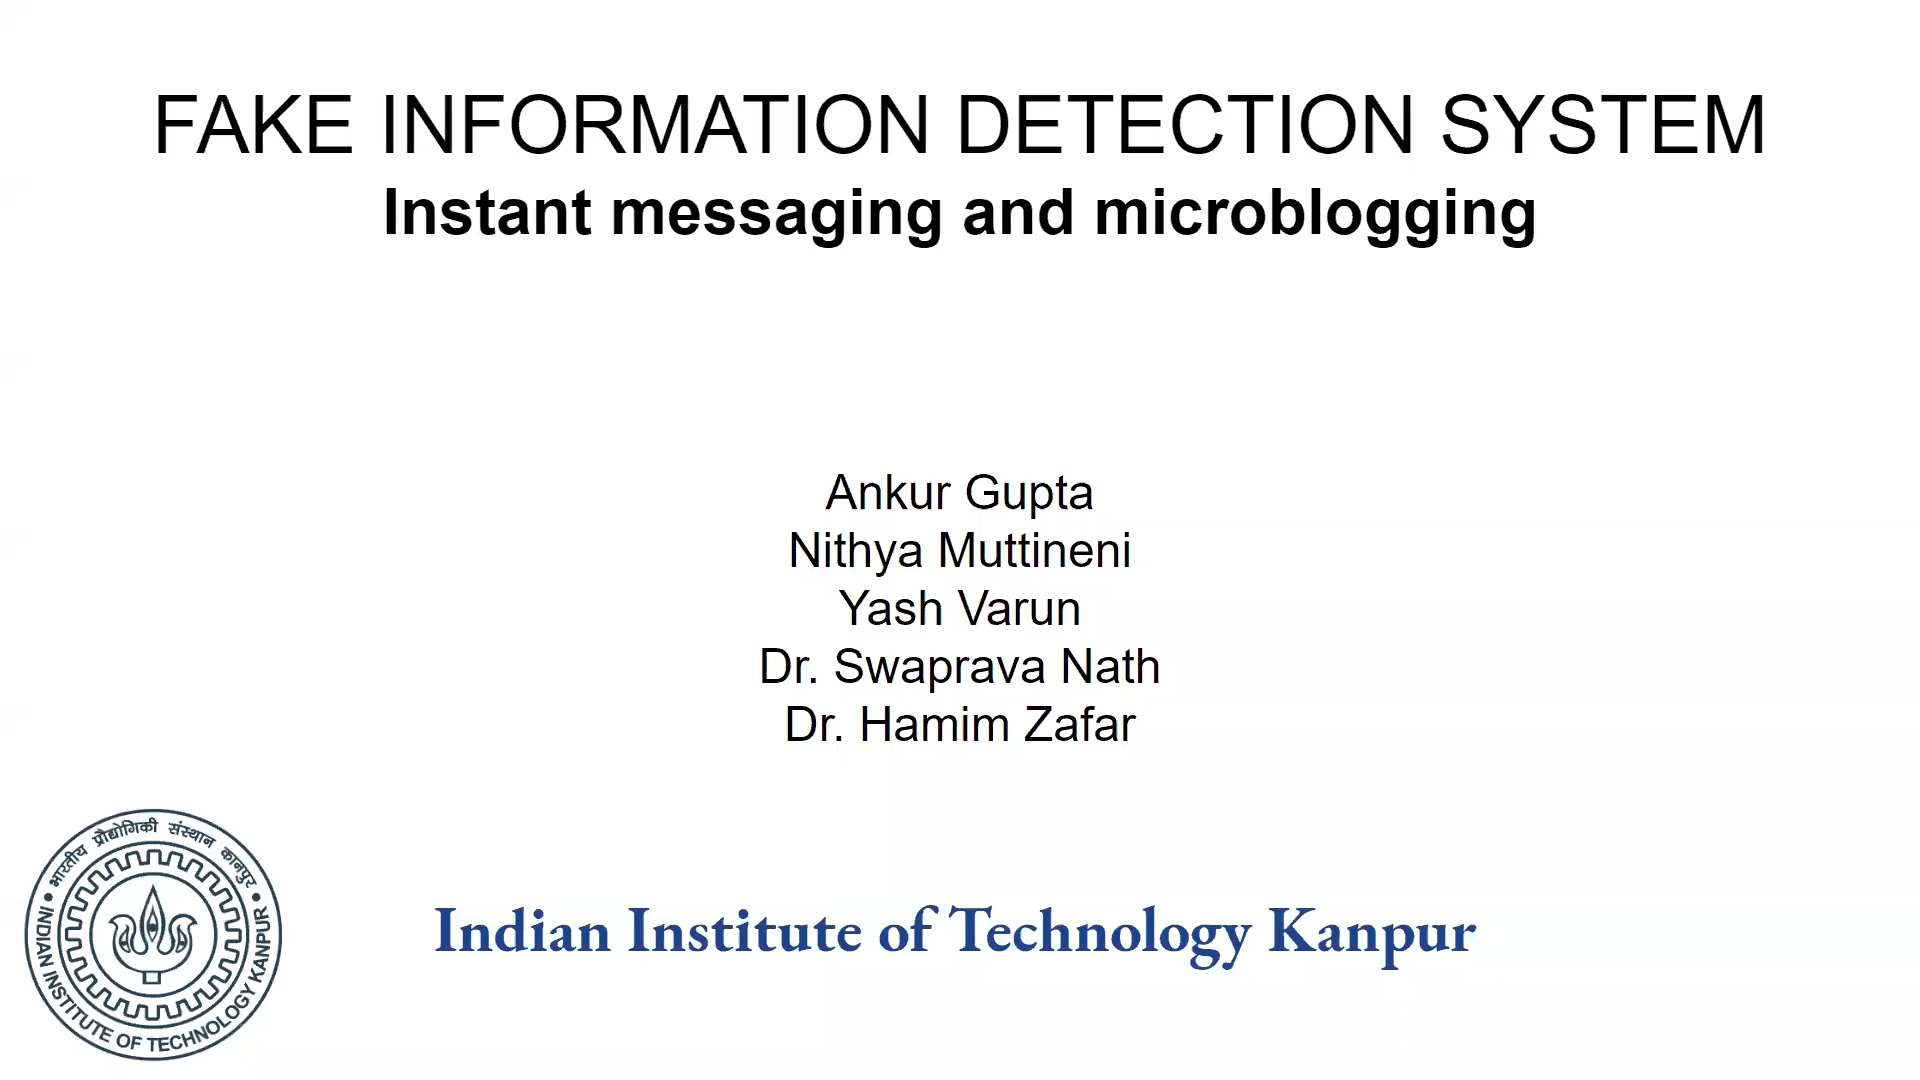 FAKE INFORMATION DETECTION SYSTEM
Instant messaging and microblogging
Ankur Gupta
Nithya Muttineni
Yash Varun
Dr. Swaprava Nath
Dr. Hamim Zafar
भारतीय प्रौद्योगिकी संस्थान कानपुर
INDIAN INSTITUTE OF TECHNOLOGY KANPUR
Indian Institute of Technology Kanpur